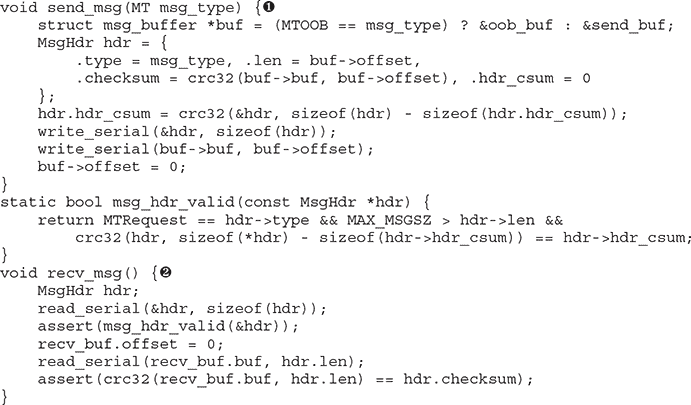 void send_msg(MT msg_type) {❶
    struct msg_buffer *buf = (MTOOB == msg_type) ? &oob_buf : &send_buf;
    MsgHdr hdr = {
        .type = msg_type, .len = buf->offset,
        .checksum = crc32(buf->buf, buf->offset), .hdr_csum = 0
    };
    hdr.hdr_csum = crc32(&hdr, sizeof(hdr) - sizeof(hdr.hdr_csum));
    write_serial(&hdr, sizeof(hdr));
    write_serial(buf->buf, buf->offset);
    buf->offset = 0;
}
static bool msg_hdr_valid(const MsgHdr *hdr) {
    return MTRequest == hdr->type && MAX_MSGSZ > hdr->len &&
        crc32(hdr, sizeof(*hdr) - sizeof(hdr->hdr_csum)) == hdr->hdr_csum;
}
void recv_msg() {❷
    MsgHdr hdr;
    read_serial(&hdr, sizeof(hdr));
    assert(msg_hdr_valid(&hdr));
    recv_buf.offset = 0;
    read_serial(recv_buf.buf, hdr.len);
    assert(crc32(recv_buf.buf, hdr.len) == hdr.checksum);
}